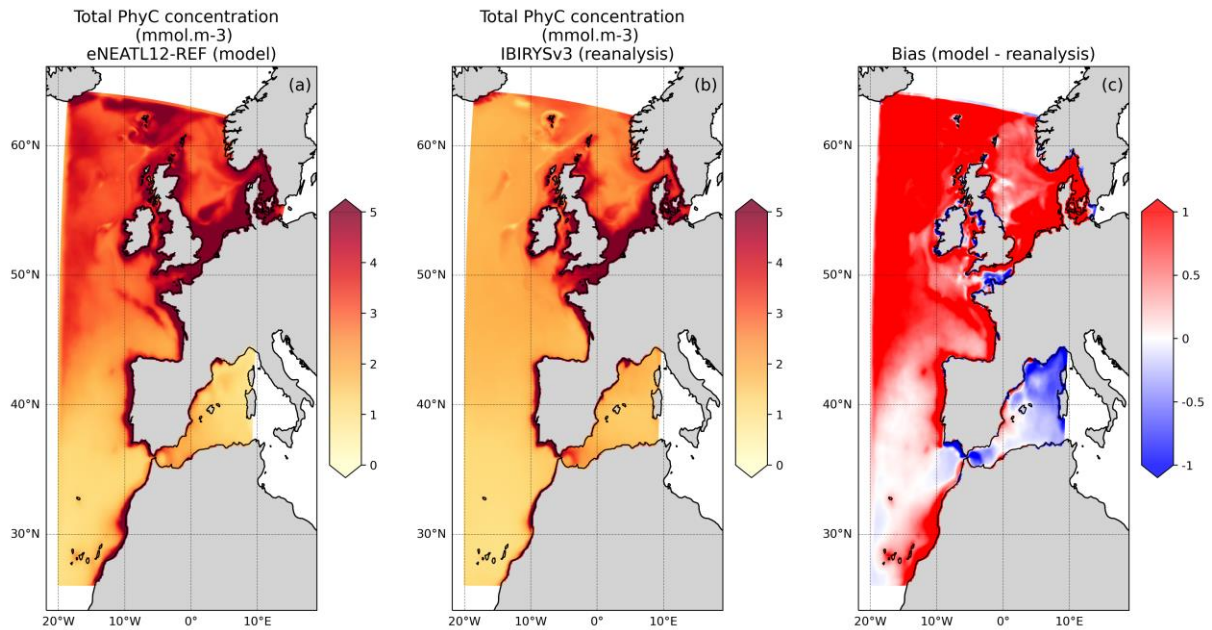 Total PhyC concentration
(mmol.m-3)
eNEATL12-REF (model)
(a)
60°N
50°N
40°N
30°N
20°W
10°W
0°
10°E
5
4
3
2
1
0
Total PhyC concentration
(mmol.m-3)
IBIRYSv3 (reanalysis)
(b)
60°N
50°N
40°N
30°N
20°W
10°W
0°
10°E
5
4
3
2
1
0
Bias (model - reanalysis)
(c)
60°N
50°N
40°N
30°N
20°W
10°W
0°
10°E
1
0.5
0
-0.5
-1